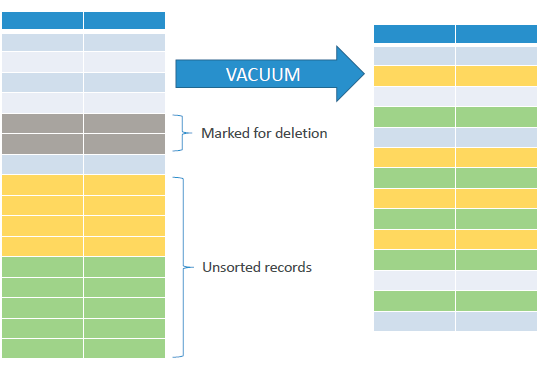 VACUUM
Marked for deletion
Unsorted records